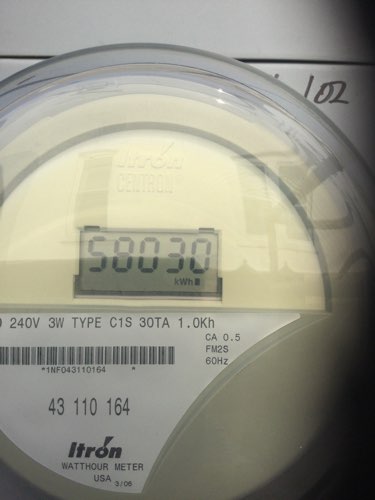 102
Itron
CENTRON
58030
kWh
240V 3W TYPE C1S 30TA 1.0Kh
CA 0.5
FM2S
60Hz
*1NF043110164 *
43 110 164
Itron
WATTHOUR METER
USA 3/06